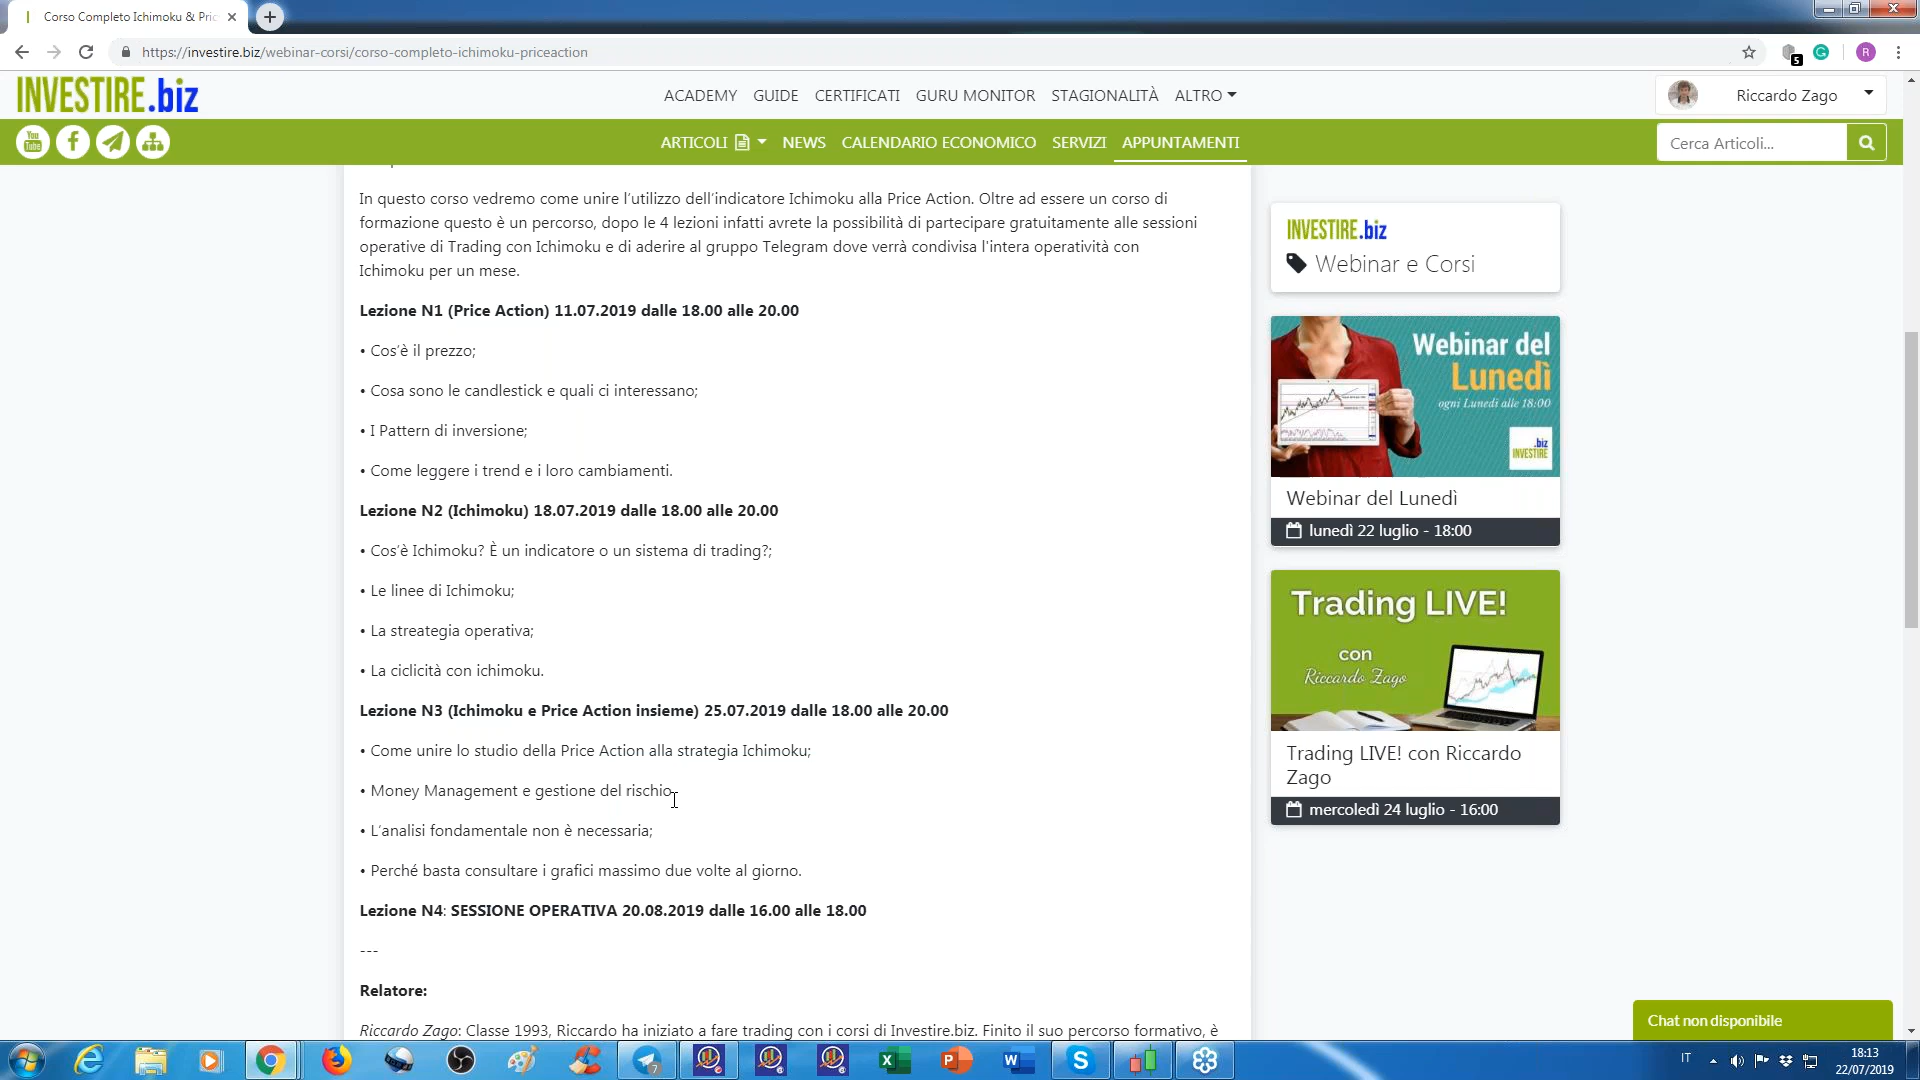 Corso Completo Ichimoku & Pric
https://investire.biz/webinar-corsi/corso-completo-ichimoku-priceaction
5
G
R
INVESTIRE.biz
ACADEMY GUIDE CERTIFICATI GURU MONITOR STAGIONALITÀ ALTRO
Riccardo Zago
You Tube
ARTICOLI NEWS CALENDARIO ECONOMICO SERVIZI APPUNTAMENTI
Cerca Articoli...
In questo corso vedremo come unire l'utilizzo dell'indicatore Ichimoku alla Price Action. Oltre ad essere un corso di
formazione questo è un percorso, dopo le 4 lezioni infatti avrete la possibilità di partecipare gratuitamente alle sessioni
operative di Trading con Ichimoku e di aderire al gruppo Telegram dove verrà condivisa l'intera operatività con
Ichimoku per un mese.
Lezione N1 (Price Action) 11.07.2019 dalle 18.00 alle 20.00
• Cos'è il prezzo;
• Cosa sono le candlestick e quali ci interessano;
• I Pattern di inversione;
• Come leggere i trend e i loro cambiamenti.
Lezione N2 (Ichimoku) 18.07.2019 dalle 18.00 alle 20.00
• Cos'è Ichimoku? È un indicatore o un sistema di trading?;
• Le linee di Ichimoku;
• La streategia operativa;
• La ciclicità con ichimoku.
Lezione N3 (Ichimoku e Price Action insieme) 25.07.2019 dalle 18.00 alle 20.00
• Come unire lo studio della Price Action alla strategia Ichimoku;
• Money Management e gestione del rischio
• L'analisi fondamentale non è necessaria;
• Perché basta consultare i grafici massimo due volte al giorno.
Lezione N4: SESSIONE OPERATIVA 20.08.2019 dalle 16.00 alle 18.00
---
Relatore:
Riccardo Zago: Classe 1993, Riccardo ha iniziato a fare trading con i corsi di Investire.biz. Finito il suo percorso formativo, è
INVESTIRE.biz
Webinar e Corsi
Webinar del
Lunedì
ogni Lunedì alle 18:00
.biz
INVESTIRE
Webinar del Lunedì
lunedì 22 luglio - 18:00
Trading LIVE!
con
Riccardo Zago
Trading LIVE! con Riccardo
Zago
mercoledì 24 luglio - 16:00
Chat non disponibile
7
IT
18:13
22/07/2019